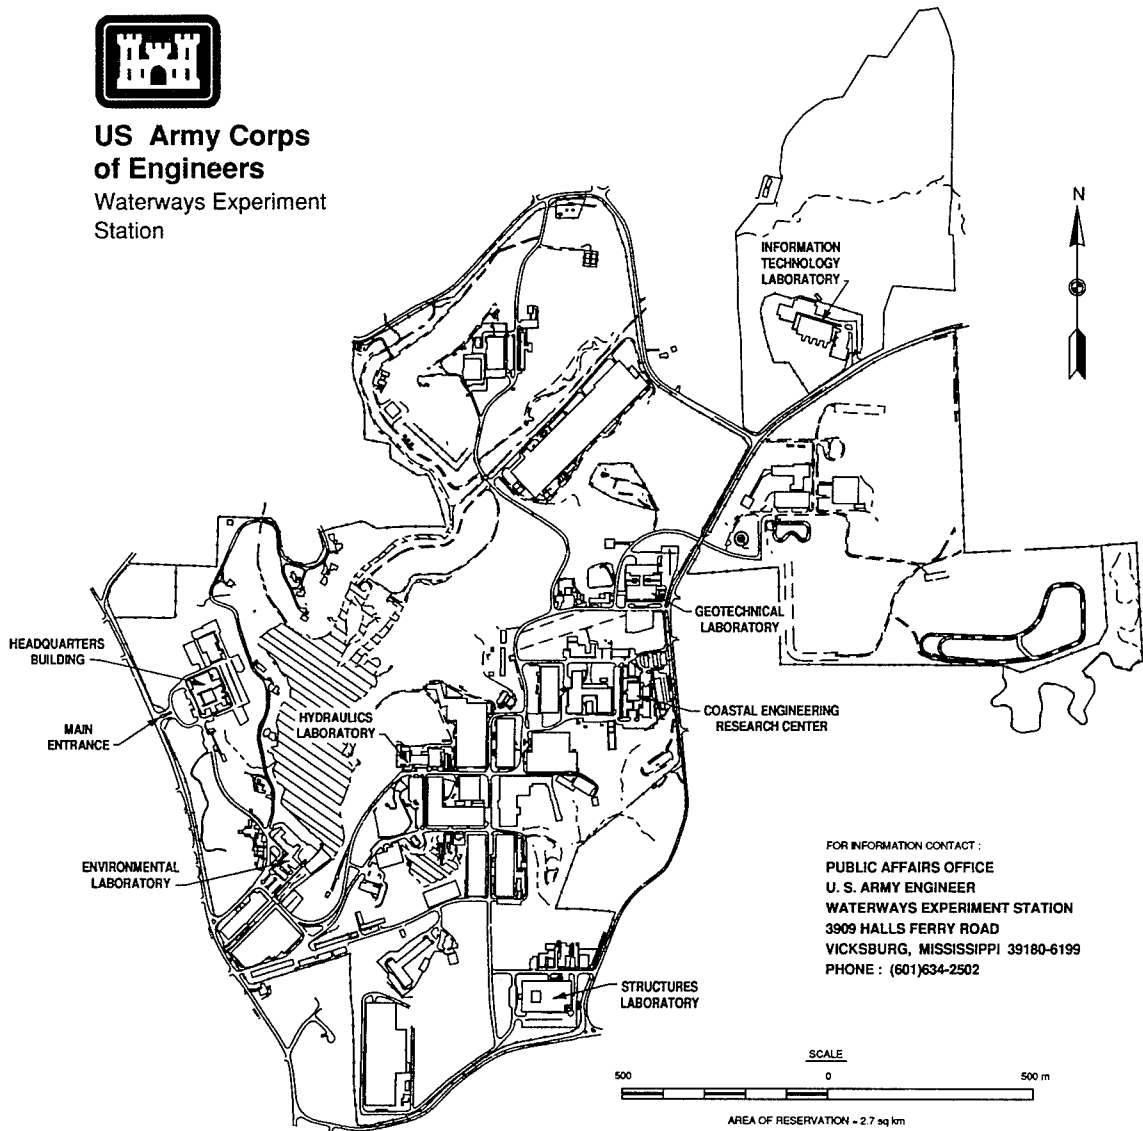 US Army Corps
of Engineers
Waterways Experiment
Station
N
INFORMATION
TECHNOLOGY
LABORATORY
GEOTECHNICAL
LABORATORY
HEADQUARTERS
BUILDING
MAIN
ENTRANCE
HYDRAULICS
LABORATORY
COASTAL ENGINEERING
RESEARCH CENTER
ENVIRONMENTAL
LABORATORY
STRUCTURES
LABORATORY
FOR INFORMATION CONTACT :
PUBLIC AFFAIRS OFFICE
U. S. ARMY ENGINEER
WATERWAYS EXPERIMENT STATION
3909 HALLS FERRY ROAD
VICKSBURG, MISSISSIPPI 39180-6199
PHONE : (601)634-2502
SCALE
500 0 500 m
AREA OF RESERVATION = 2.7 sq km